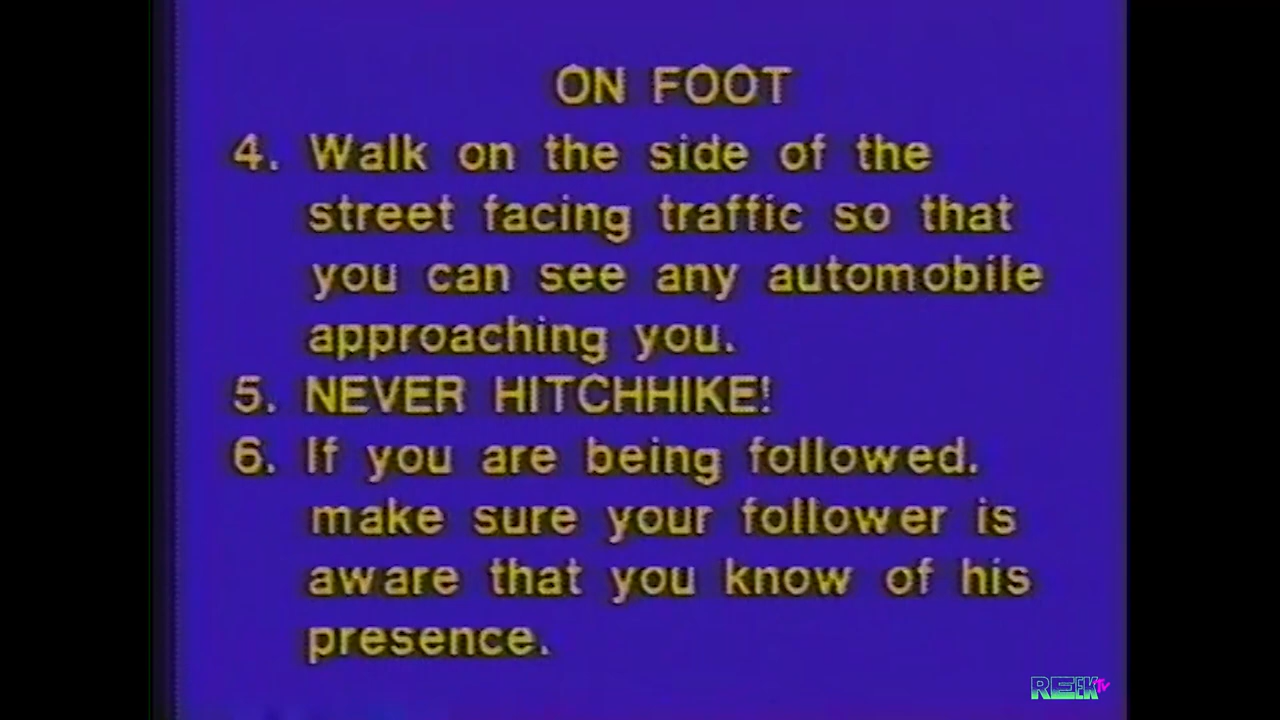 ON FOOT
4. Walk on the side of the
street facing traffic so that
you can see any automobile
approaching you.
5. NEVER HITCHHIKE!
6. If you are being followed.
make sure your follower is
aware that you know of his
presence.
REEK TV